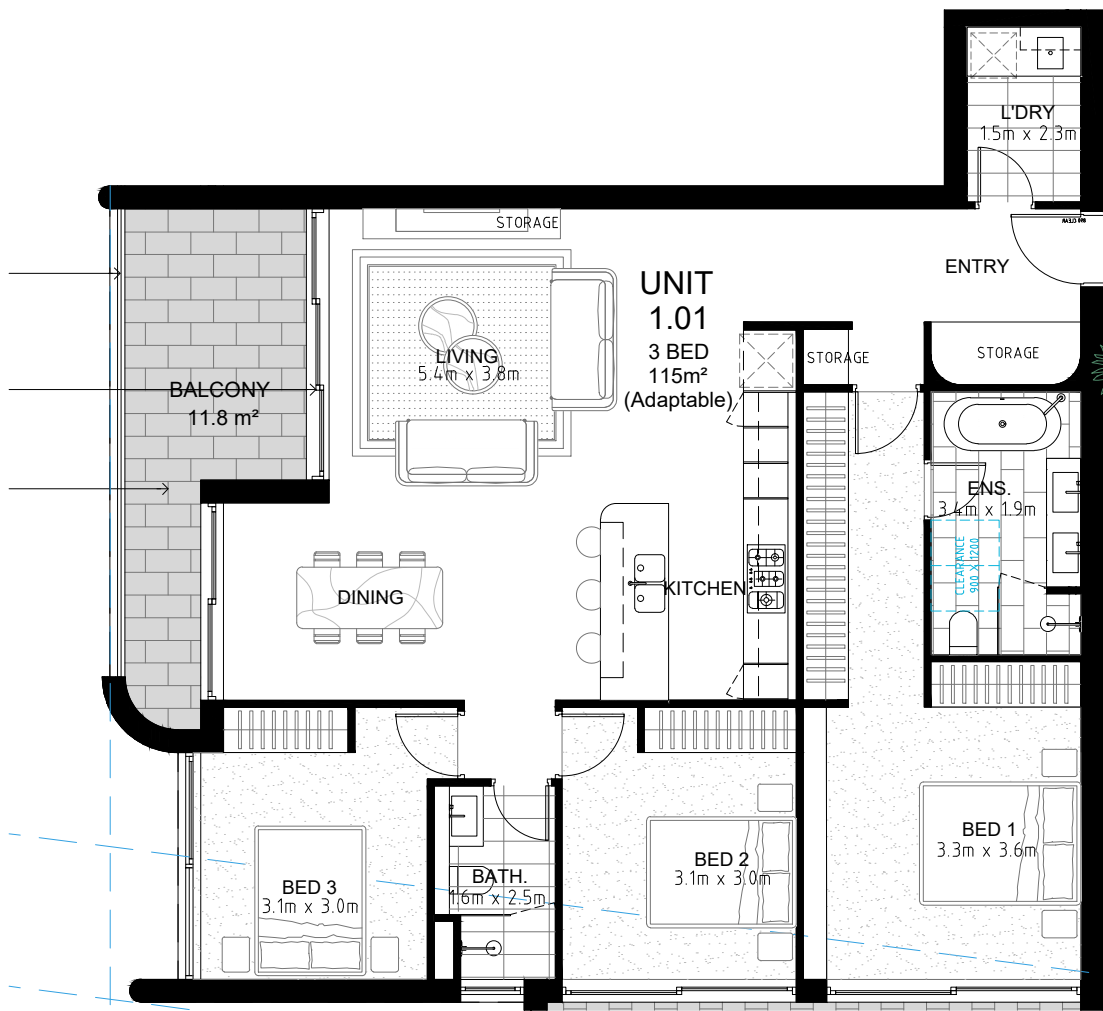 L'DRY
1.5m x 2.3m
STORAGE
ENTRY
UNIT
1.01
3 BED
115m²
(Adaptable)
LIVING
5.4m x 3.8m
STORAGE
STORAGE
BALCONY
11.8 m²
ENS.
3.4m x 1.9m
CLEARANCE
900 X 1200
DINING
KITCHEN
BED 1
3.3m x 3.6m
BED 2
3.1m x 3.0m
BATH.
1.6m x 2.5m
BED 3
3.1m x 3.0m